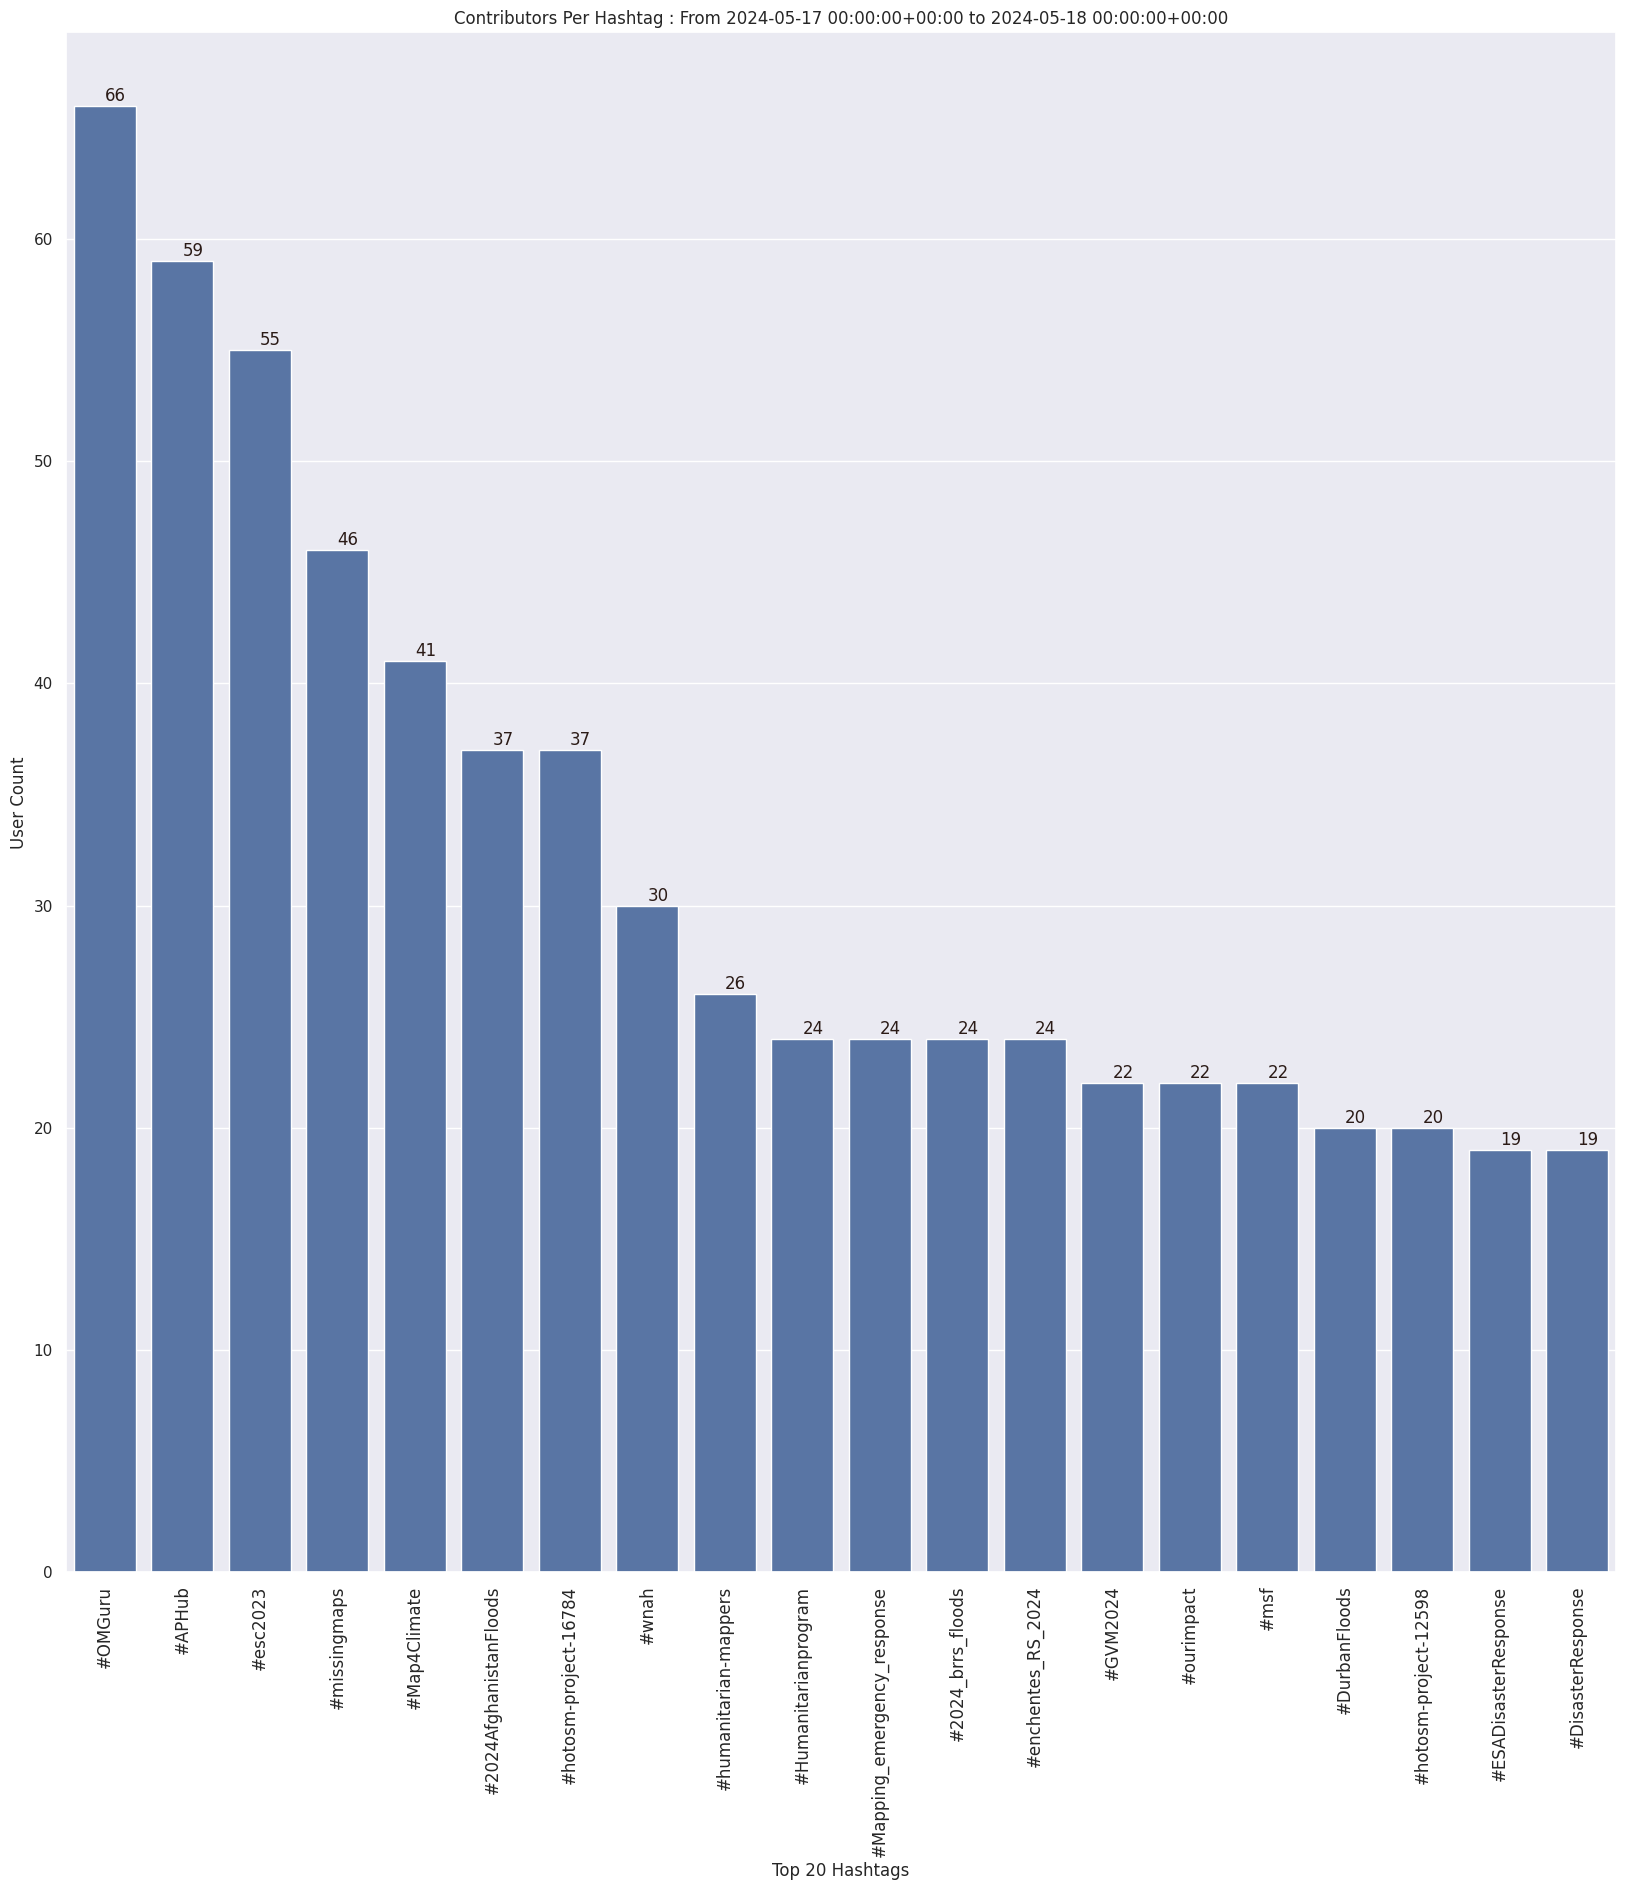 Contributors Per Hashtag : From 2024-05-17 00:00:00+00:00 to 2024-05-18 00:00:00+00:00
66
59
55
46
41
37
37
30
26
24
24
24
24
22
22
22
20
20
19
19
60
50
40
30
20
10
0
User Count
#OMGuru
#APHub
#esc2023
#missingmaps
#Map4Climate
#2024AfghanistanFloods
#hotosm-project-16784
#wnah
#humanitarian-mappers
#Humanitarianprogram
#Mapping_emergency_response
#2024_brrs_floods
#enchentes_RS_2024
#GVM2024
#ourimpact
#msf
#DurbanFloods
#hotosm-project-12598
#ESADisasterResponse
#DisasterResponse
Top 20 Hashtags